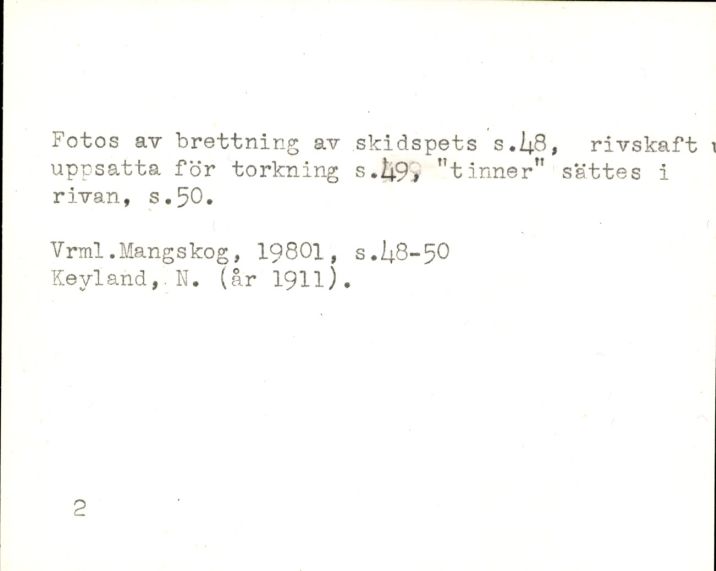 Fotos av brettning av skidspets s.48, rivskaft
uppsatta för torkning s.49, "tinner" sättes i
rivan, s.50.
Vrml.Mangskog, 19801, s.48-50
Keyland, N. (år 1911).
2